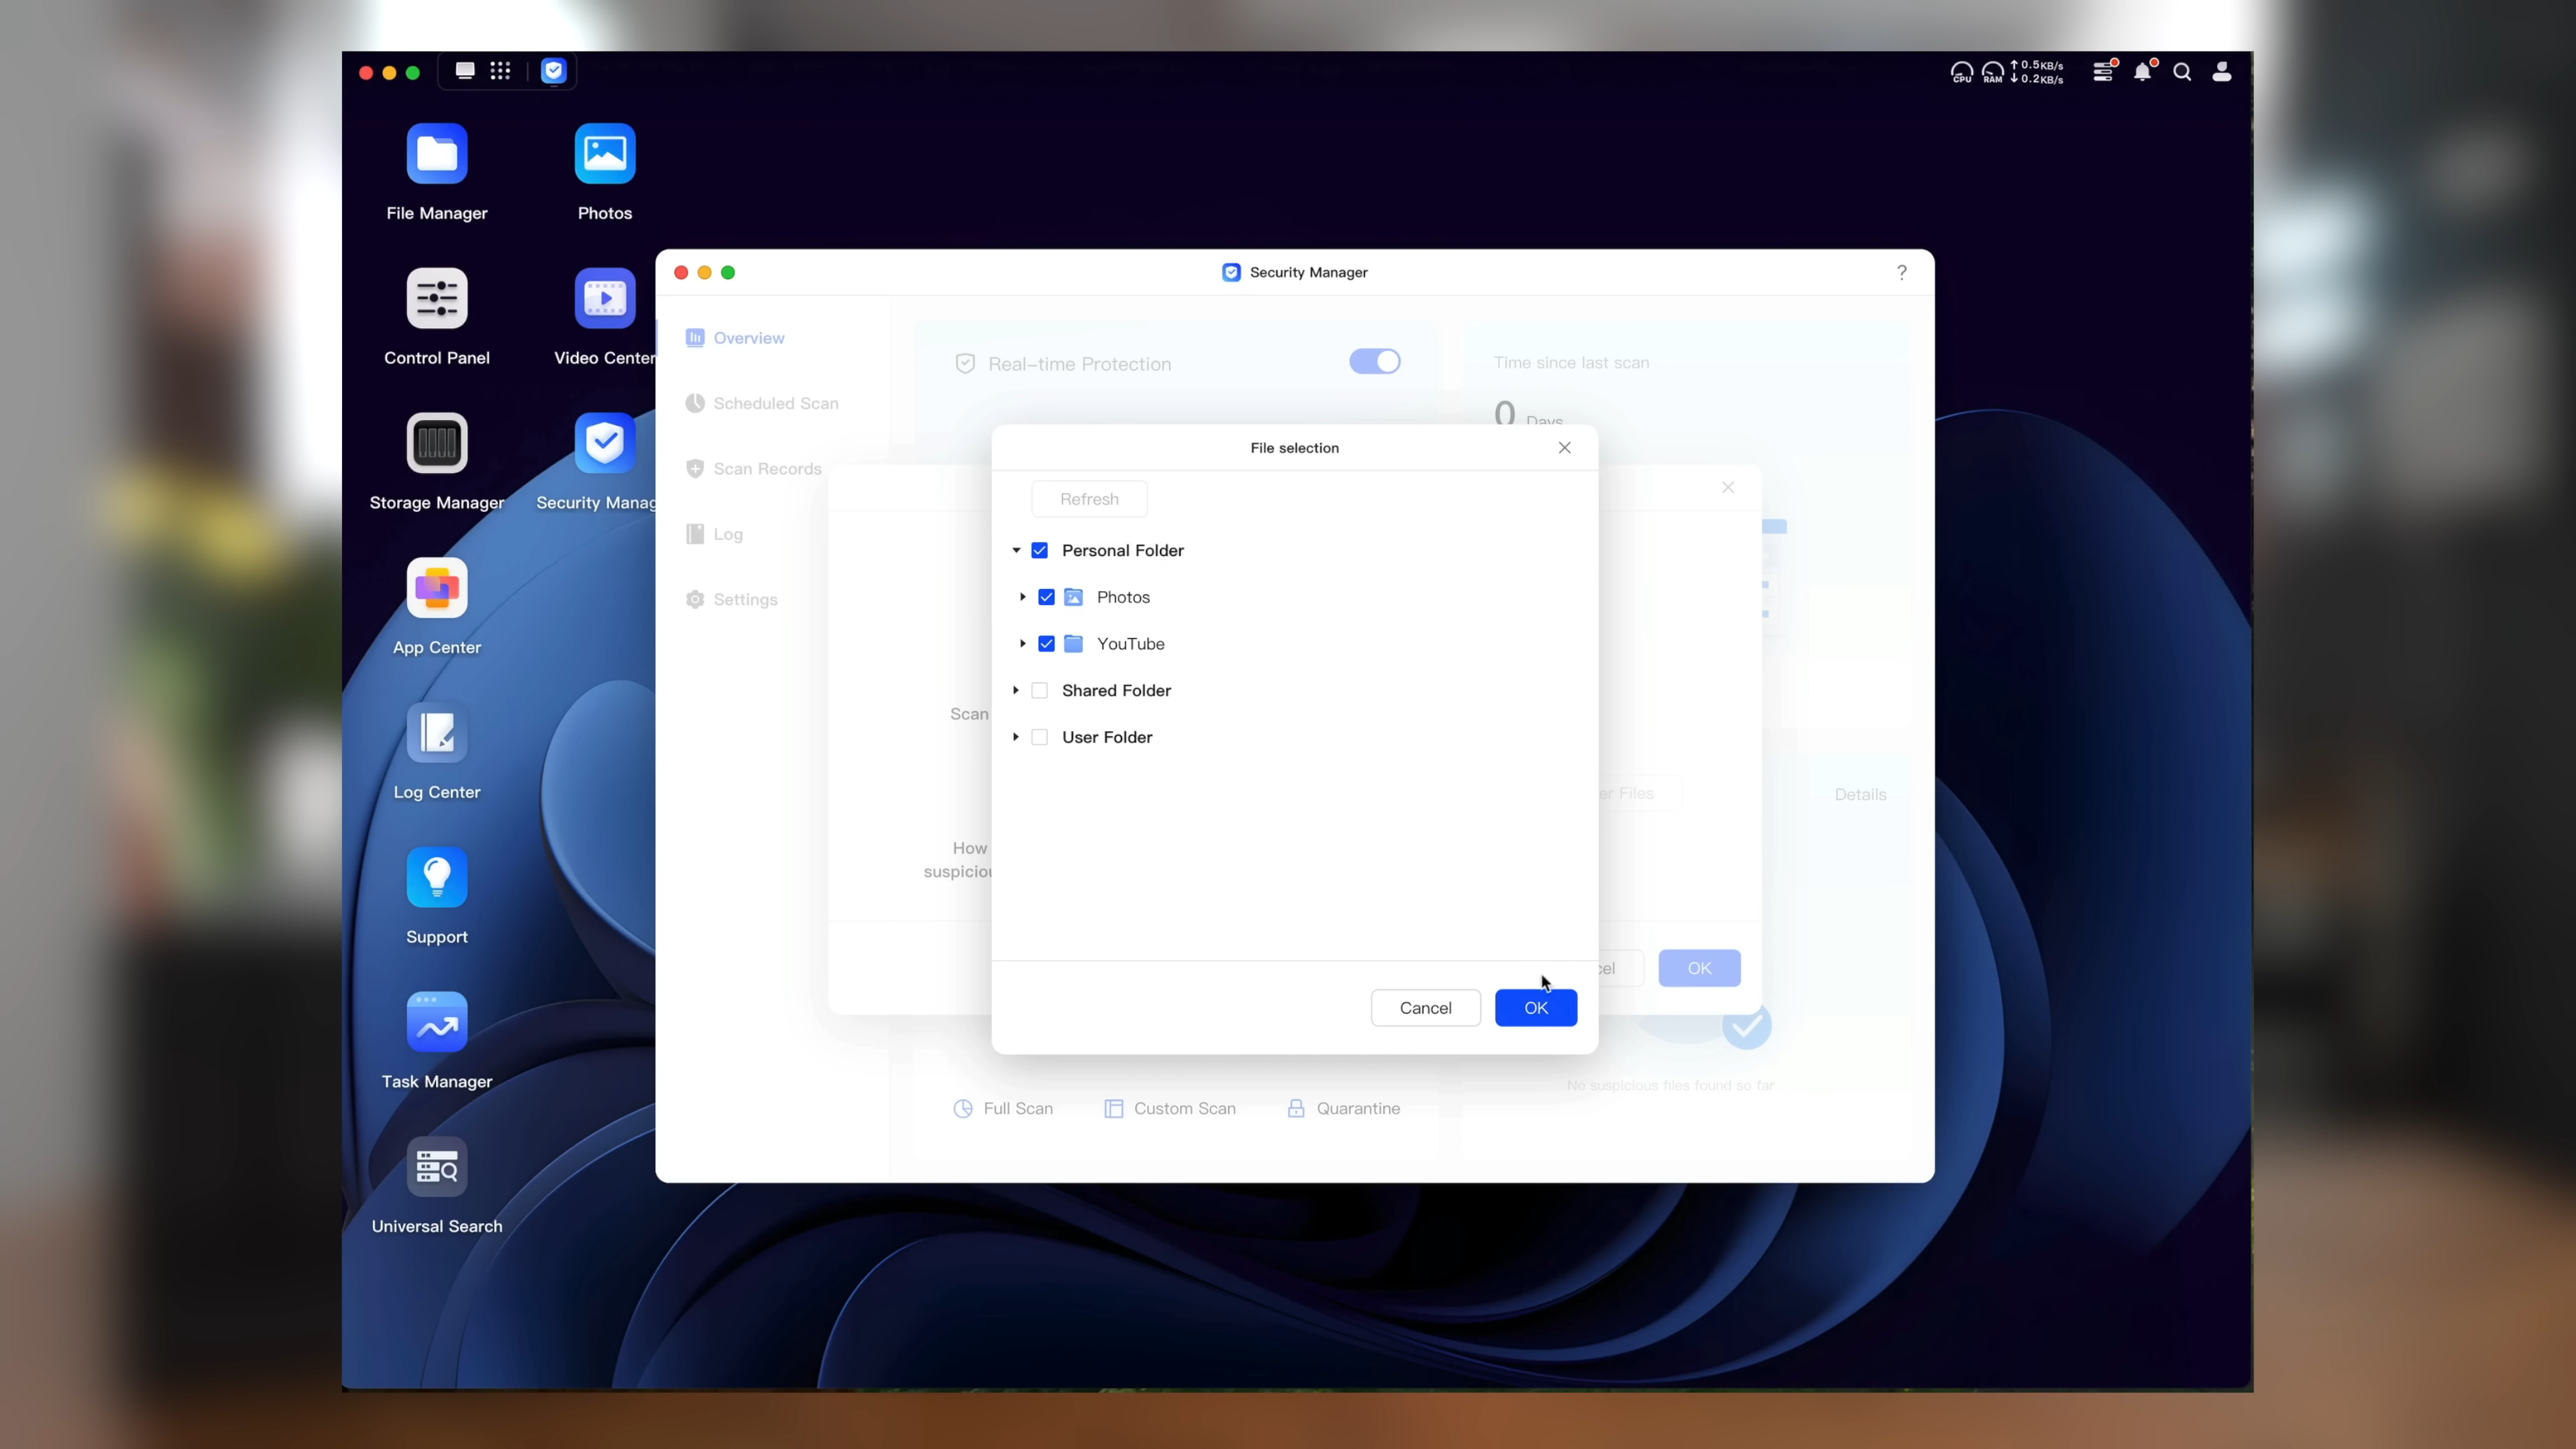 CPU RAM 0.5KB/s
0.2KB/s
File Manager
Photos
Control Panel
Video Center
Storage Manager
Security Manag
App Center
Log Center
Support
Task Manager
Universal Search
Security Manager
?
Overview
Scheduled Scan
Scan Records
Log
Settings
Real-time Protection
Time since last scan
0 Days
File selection
Refresh
Personal Folder
Photos
YouTube
Shared Folder
User Folder
Cancel
OK
Scan
How
suspiciou
er Files
Details
cel
OK
No suspicious files found so far
Full Scan
Custom Scan
Quarantine